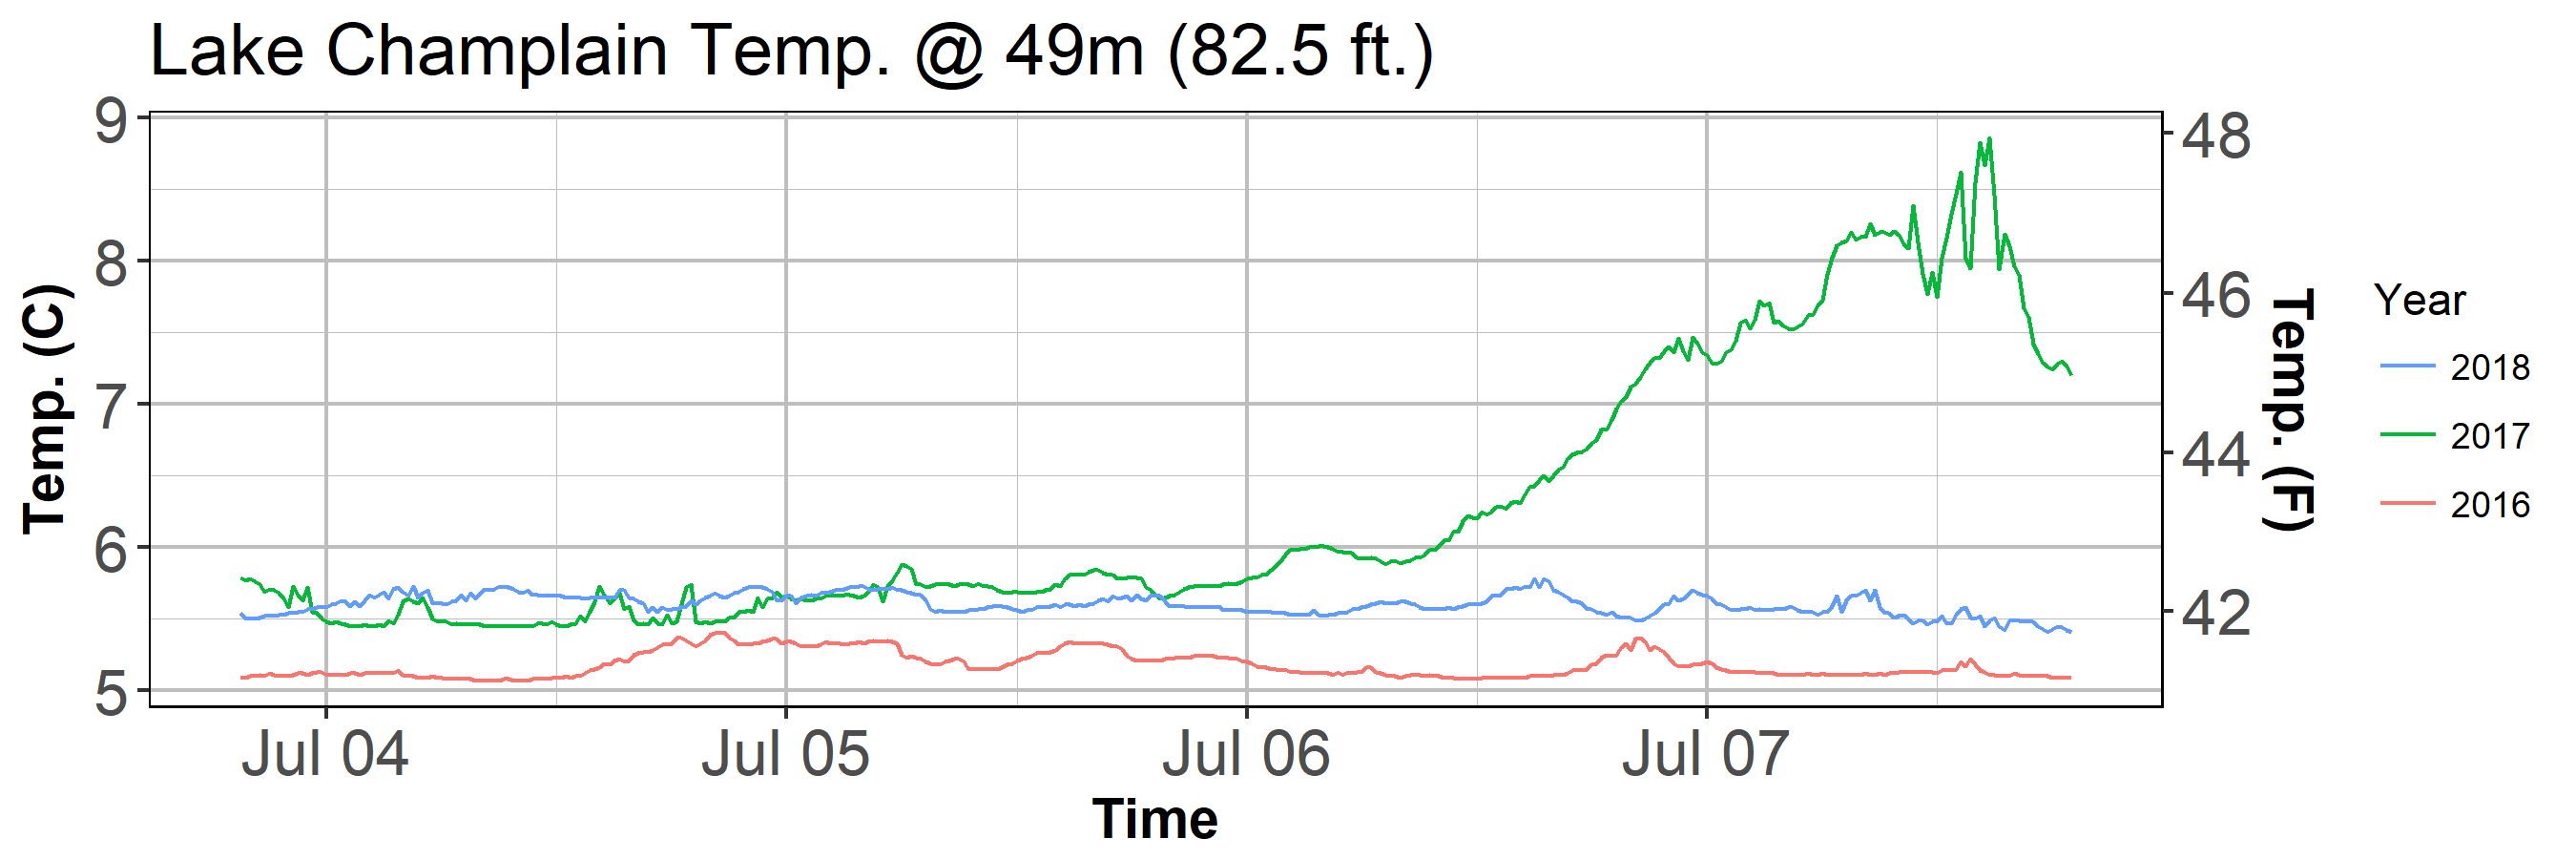 Lake Champlain Temp. @ 49m (82.5 ft.)
9
8
7
6
5
Temp. (C)
48
46
44
42
Temp. (F)
Jul 04
Jul 05
Jul 06
Jul 07
Time
Year
2018
2017
2016